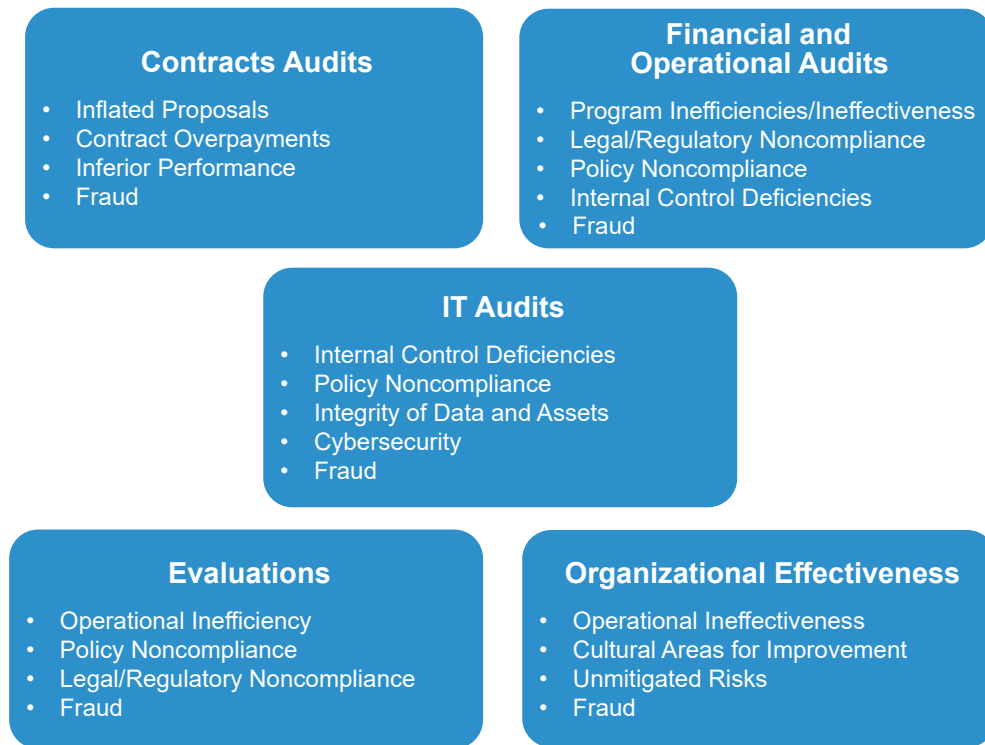 Contracts Audits
• Inflated Proposals
• Contract Overpayments
• Inferior Performance
• Fraud
Financial and
Operational Audits
• Program Inefficiencies/Ineffectiveness
• Legal/Regulatory Noncompliance
• Policy Noncompliance
• Internal Control Deficiencies
• Fraud
IT Audits
• Internal Control Deficiencies
• Policy Noncompliance
• Integrity of Data and Assets
• Cybersecurity
• Fraud
Evaluations
• Operational Inefficiency
• Policy Noncompliance
• Legal/Regulatory Noncompliance
• Fraud
Organizational Effectiveness
• Operational Ineffectiveness
• Cultural Areas for Improvement
• Unmitigated Risks
• Fraud